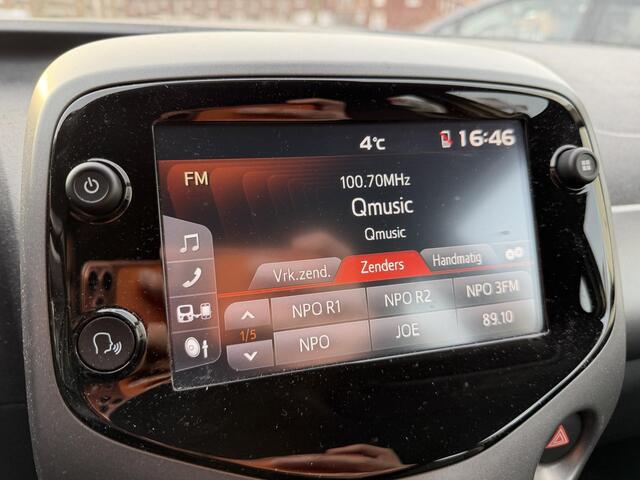 4°C 16:46
FM
100.70MHz
Qmusic
Qmusic
Vrk.zend. Zenders Handmatig
NPO R1 NPO R2 NPO 3FM
1/5
NPO JOE 89.10